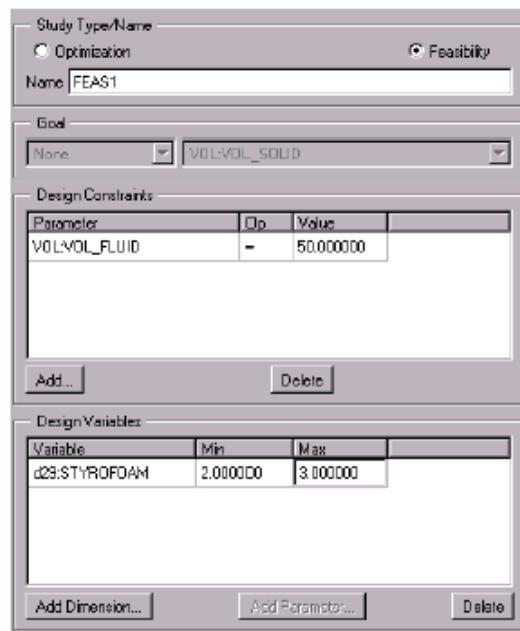 Study Type/Name
Optimization Feasibility
Name FEAS1
Goal
None VOL:VOL_SOLID
Design Constraints
Parameter Op Value
VOL:VOL_FLUID = 50.000000
Add... Delete
Design Variables
Variable Min Max
d29:STYROFOAM 2.000000 3.000000
Add Dimension... Add Parameter... Delete